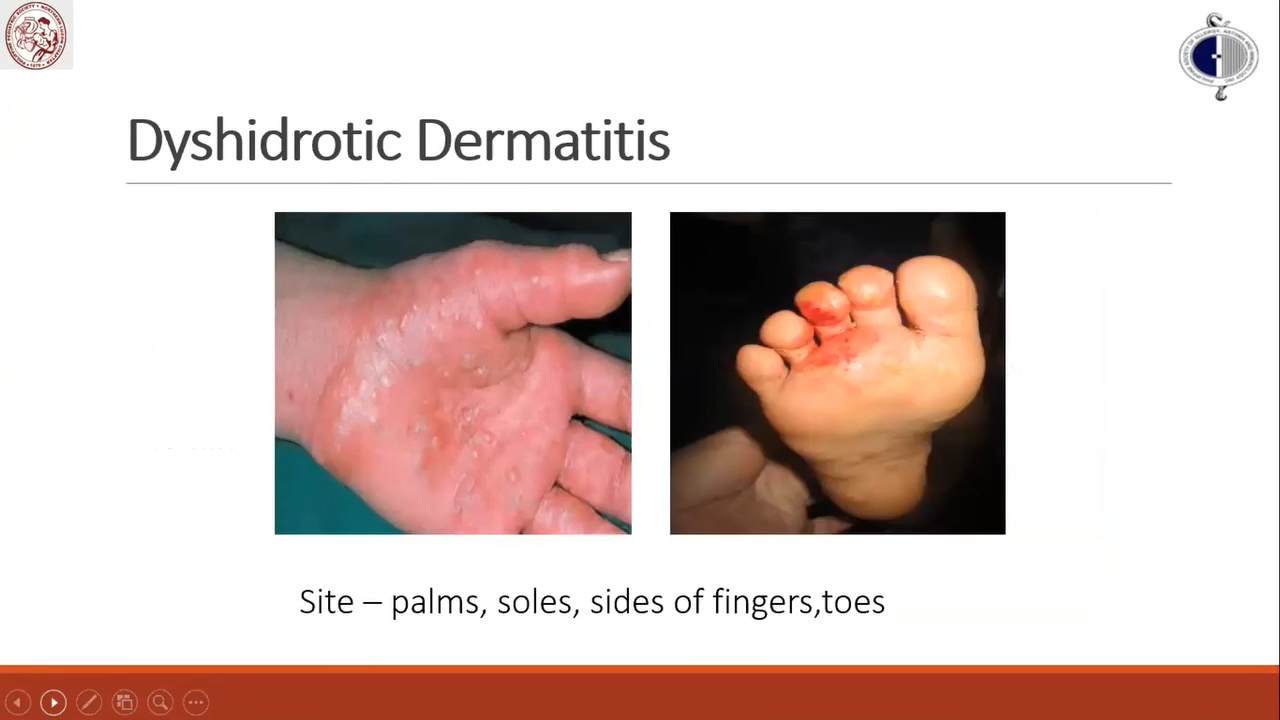 Dyshidrotic Dermatitis
Site – palms, soles, sides of fingers,toes